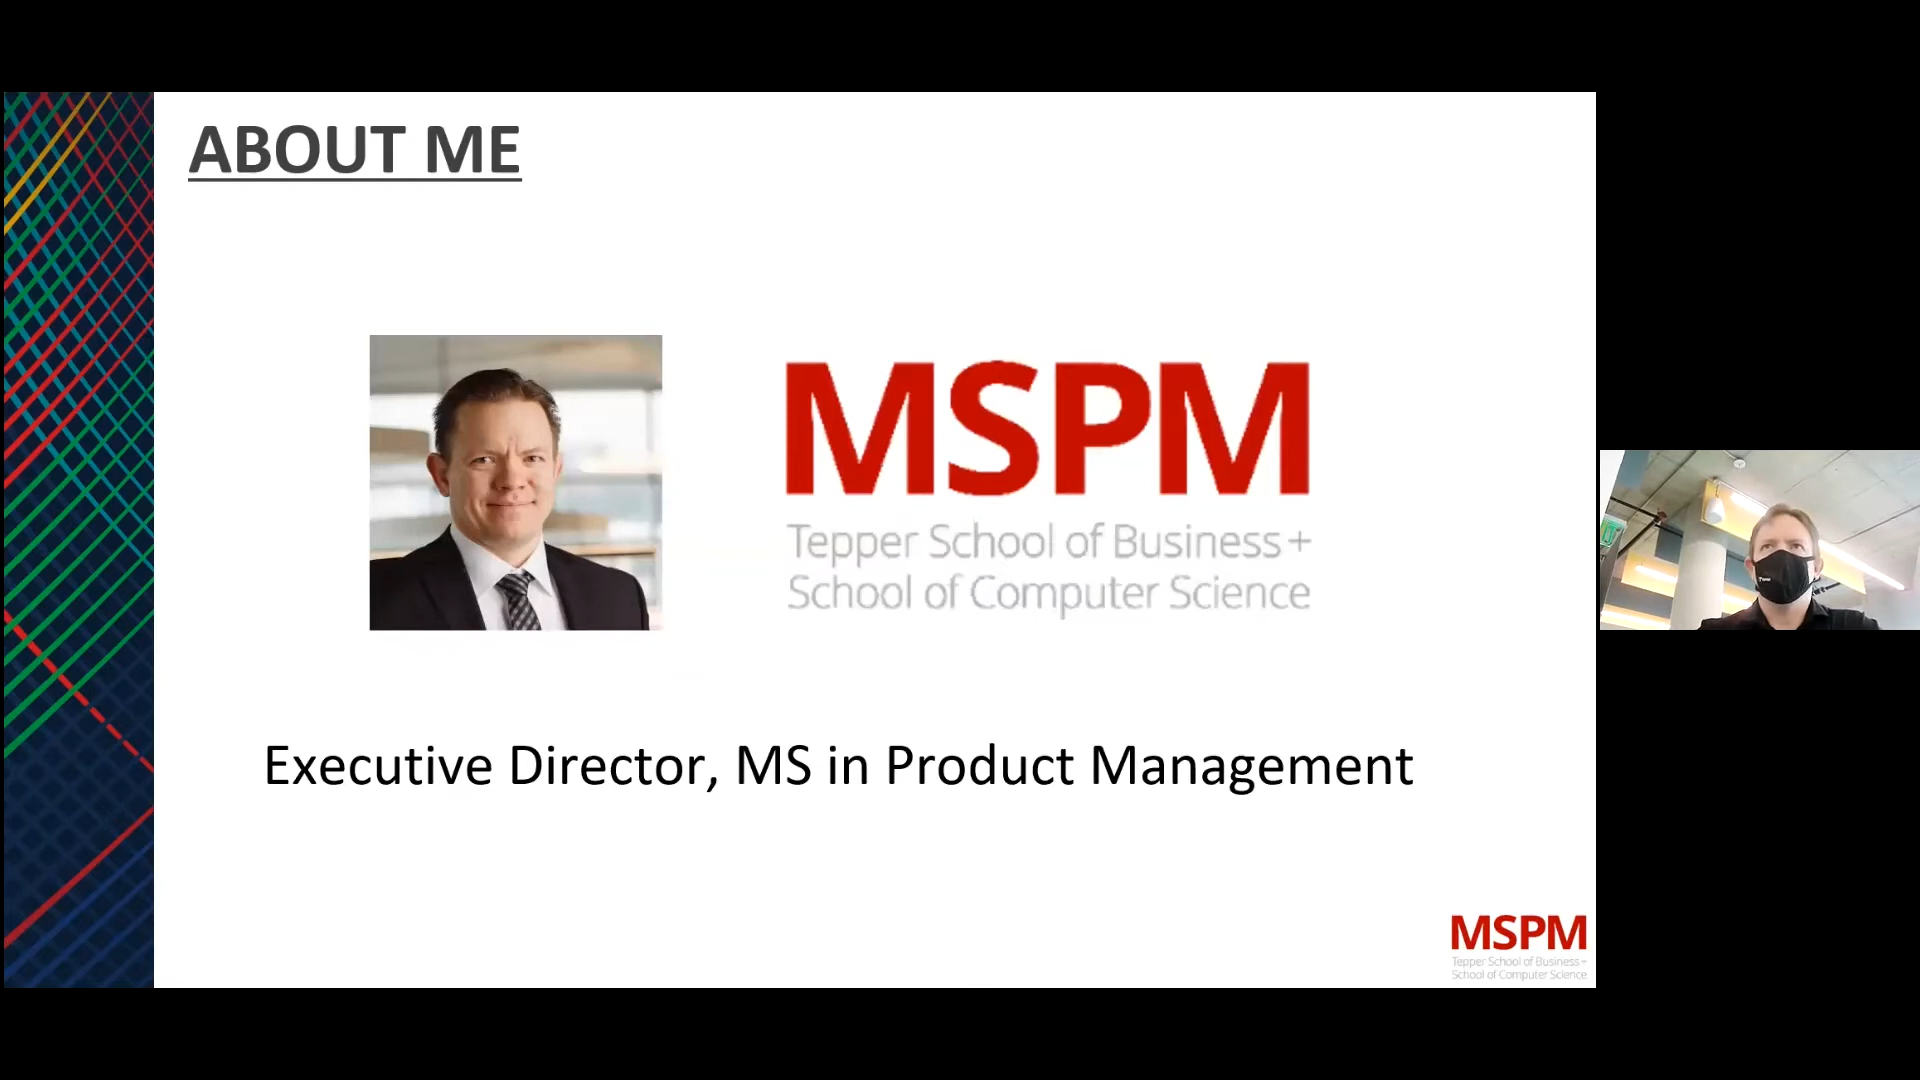 ABOUT ME
MSPM
Tepper School of Business +
School of Computer Science
Executive Director, MS in Product Management
MSPM
Tepper School of Business +
School of Computer Science